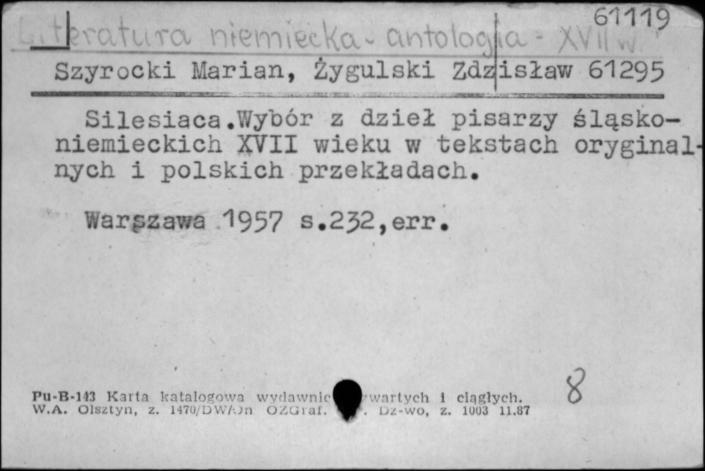 61119
Literatura niemiecka - antologia - XVII w.
Szyrocki Marian, Żygulski Zdzisław 61295
Silesiaca.Wybór z dzieł pisarzy śląsko-
niemieckich XVII wieku w tekstach oryginal-
nych i polskich przekładach.
Warszawa 1957 s.232,err.
8
Pu-B-143 Karta katalogowa wydawnic wartych i ciągłych.
W.A. Olsztyn, z. 1470/DWA/Jn OZGraf. Dz-wo, z. 1003 11.87